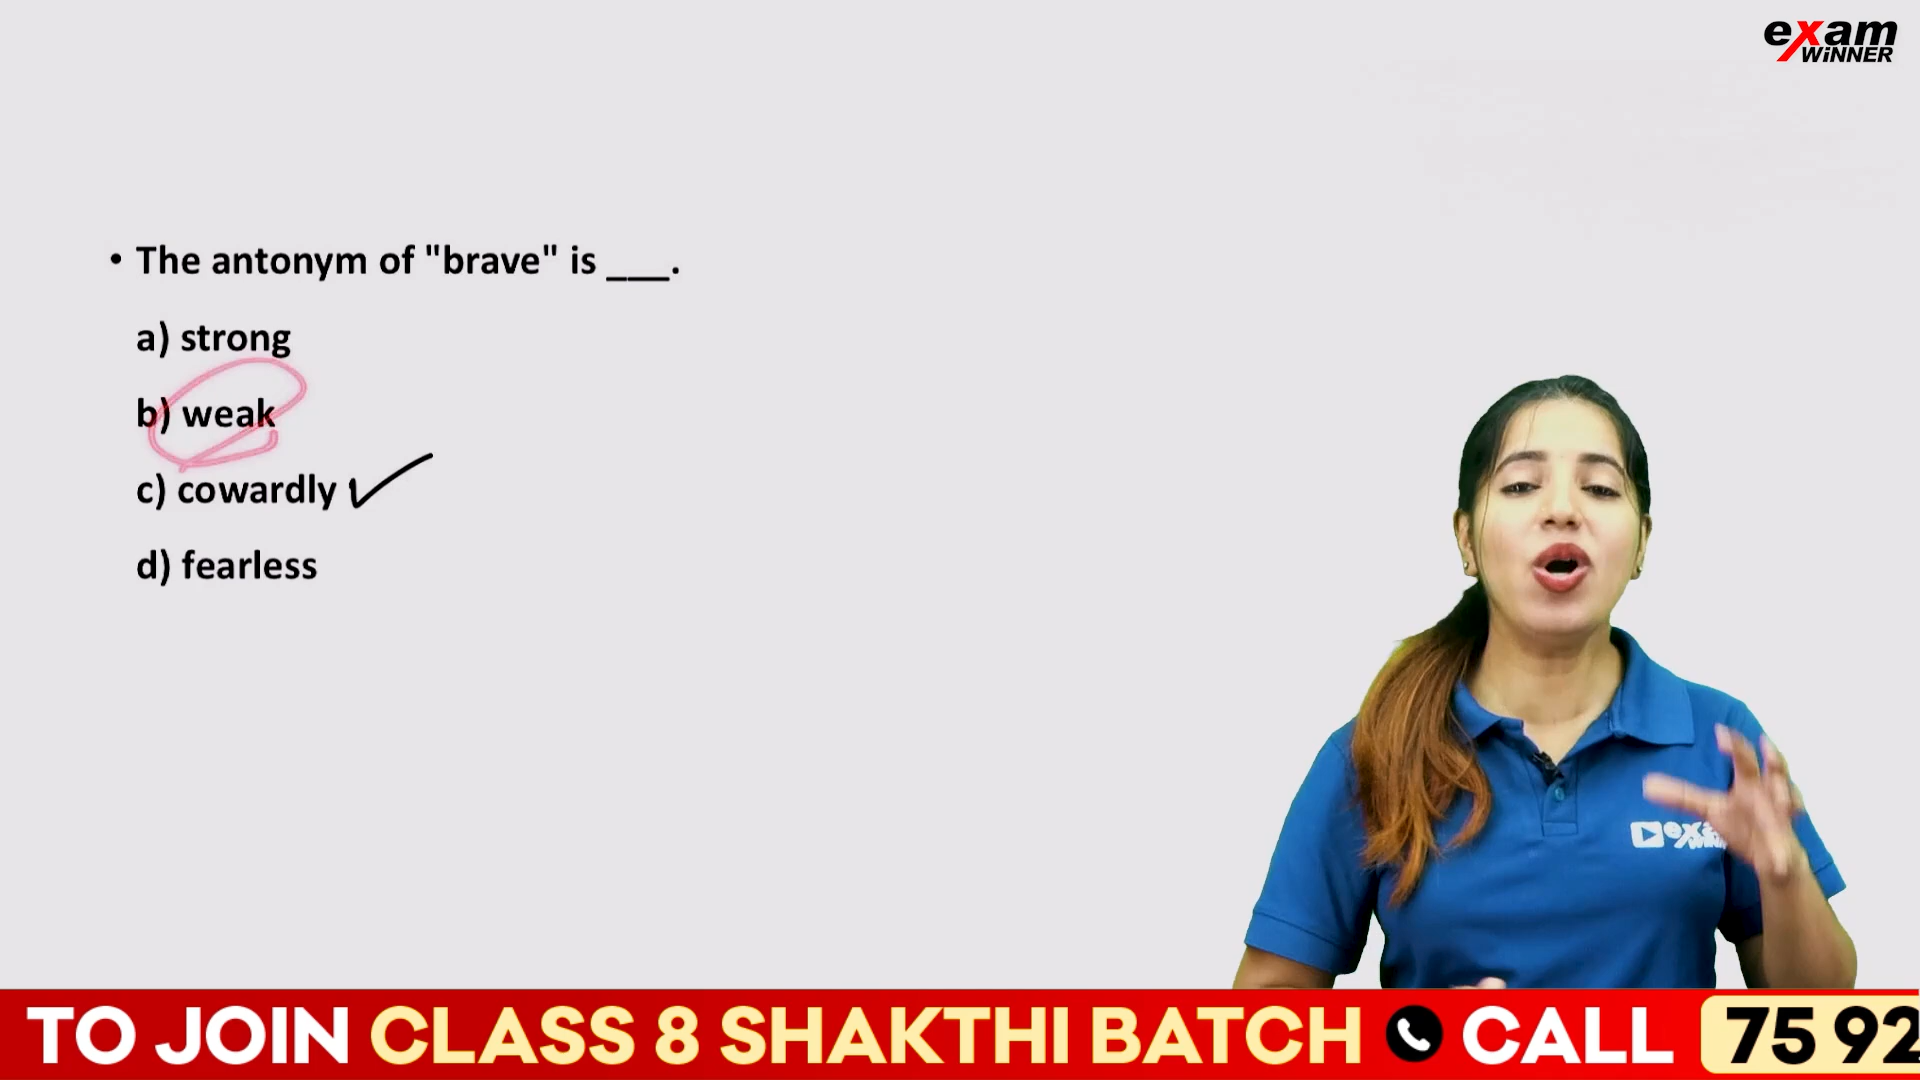 exam
WiNNER
• The antonym of "brave" is ___.
a) strong
b) weak
c) cowardly
d) fearless
TO JOIN CLASS 8 SHAKTHI BATCH CALL 75 92